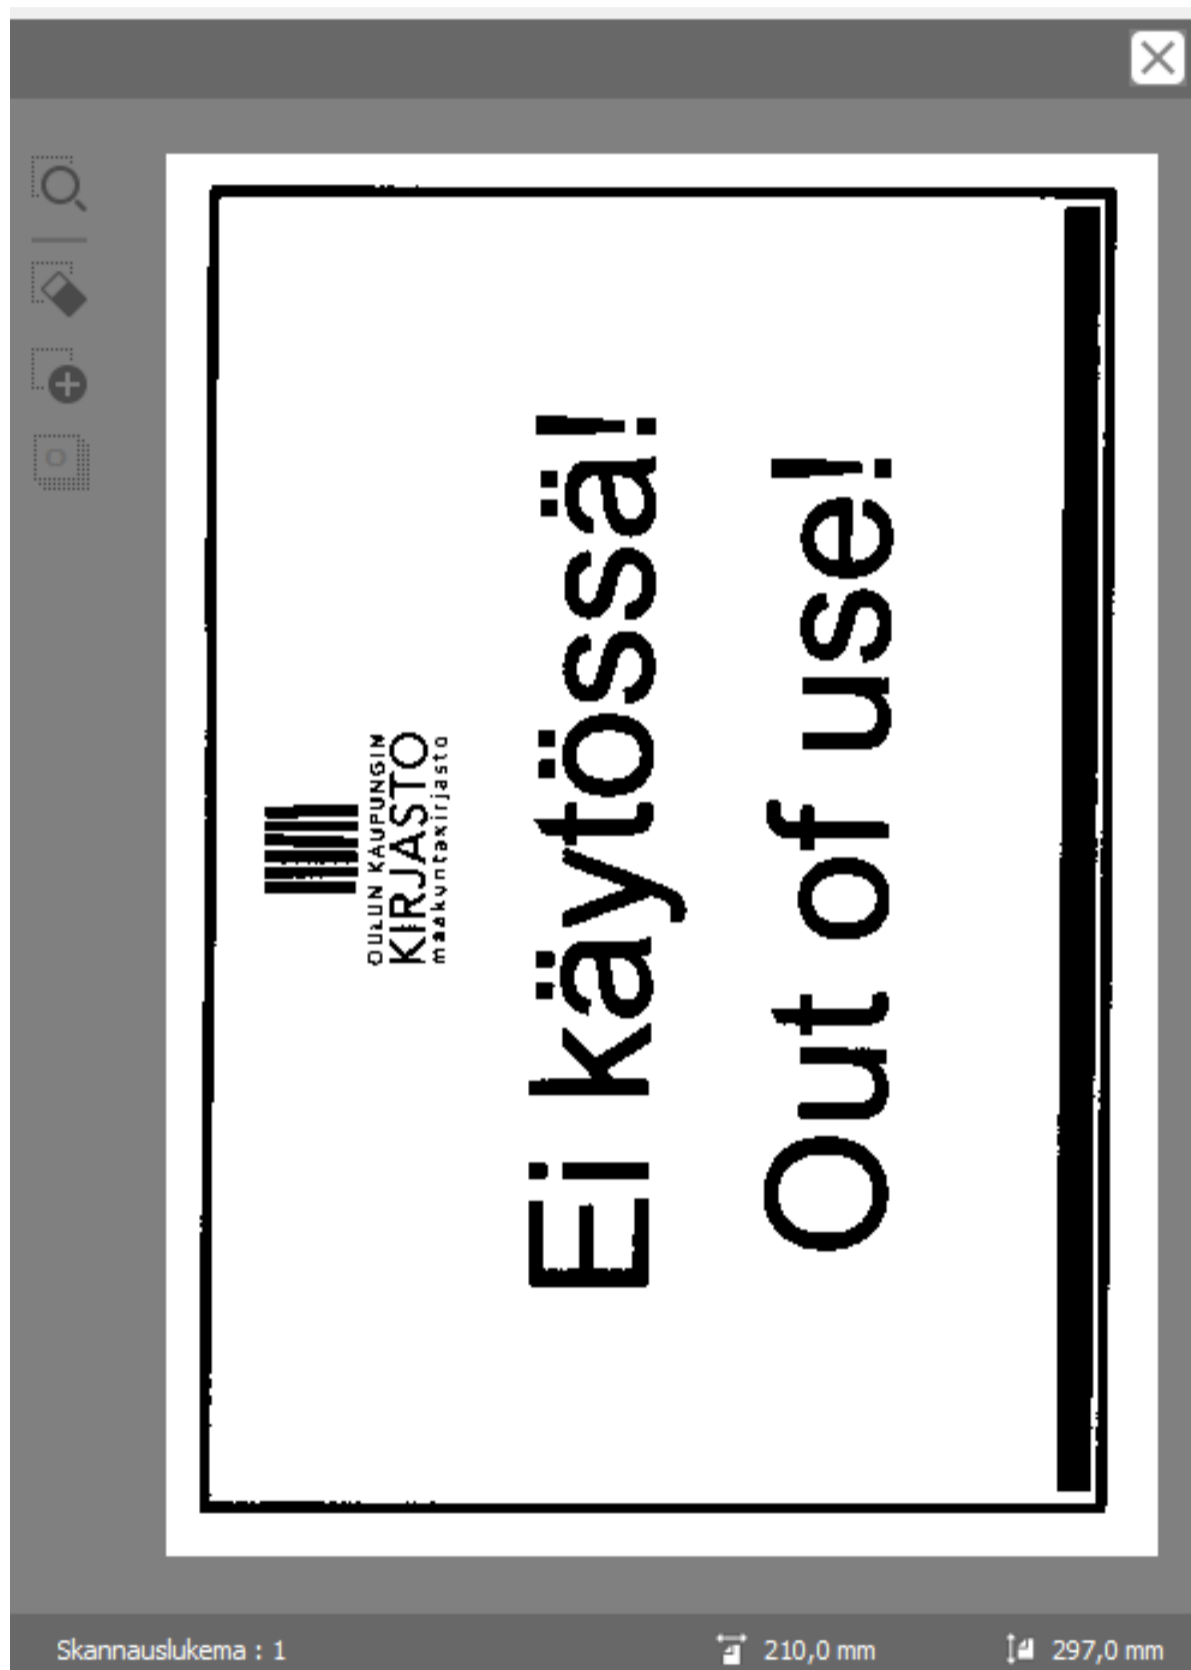 OULUN KAUPUNGIN
KIRJASTO
maakuntakirjasto
Ei käytössä!
Out of use!
Skannauslukema : 1
210,0 mm
297,0 mm